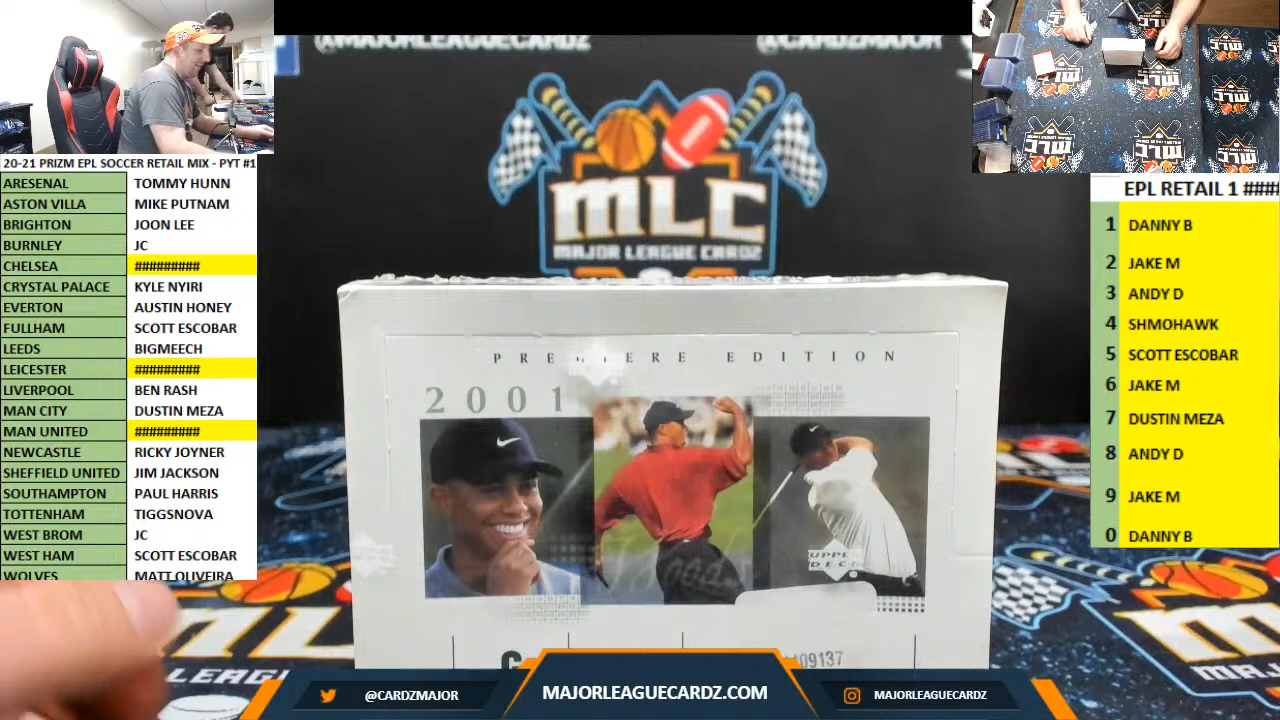 @MAJORLEAGUECARDZ
@CARDZMAJOR
MLC
MAJOR LEAGUE CARDZ
20-21 PRIZM EPL SOCCER RETAIL MIX - PYT #1
ARESENAL TOMMY HUNN
ASTON VILLA MIKE PUTNAM
BRIGHTON JOON LEE
BURNLEY JC
CHELSEA #########
CRYSTAL PALACE KYLE NYIRI
EVERTON AUSTIN HONEY
FULLHAM SCOTT ESCOBAR
LEEDS BIGMEECH
LEICESTER #########
LIVERPOOL BEN RASH
MAN CITY DUSTIN MEZA
MAN UNITED #########
NEWCASTLE RICKY JOYNER
SHEFFIELD UNITED JIM JACKSON
SOUTHAMPTON PAUL HARRIS
TOTTENHAM TIGGSNOVA
WEST BROM JC
WEST HAM SCOTT ESCOBAR
WOLVES MATT OLIVEIRA
PREMIERE EDITION
2001
UPPER
DECK
EPL RETAIL 1 ####
1 DANNY B
2 JAKE M
3 ANDY D
4 SHMOHAWK
5 SCOTT ESCOBAR
6 JAKE M
7 DUSTIN MEZA
8 ANDY D
9 JAKE M
0 DANNY B
@CARDZMAJOR
MAJORLEAGUECARDZ.COM
MAJORLEAGUECARDZ